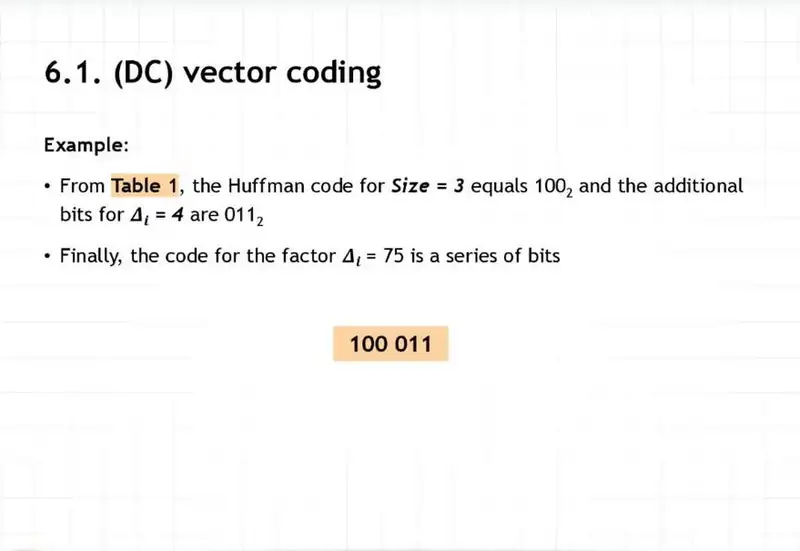 6.1. (DC) vector coding
Example:
• From Table 1, the Huffman code for Size = 3 equals 100₂ and the additional
bits for Δᵢ = 4 are 011₂
• Finally, the code for the factor Δᵢ = 75 is a series of bits
100 011